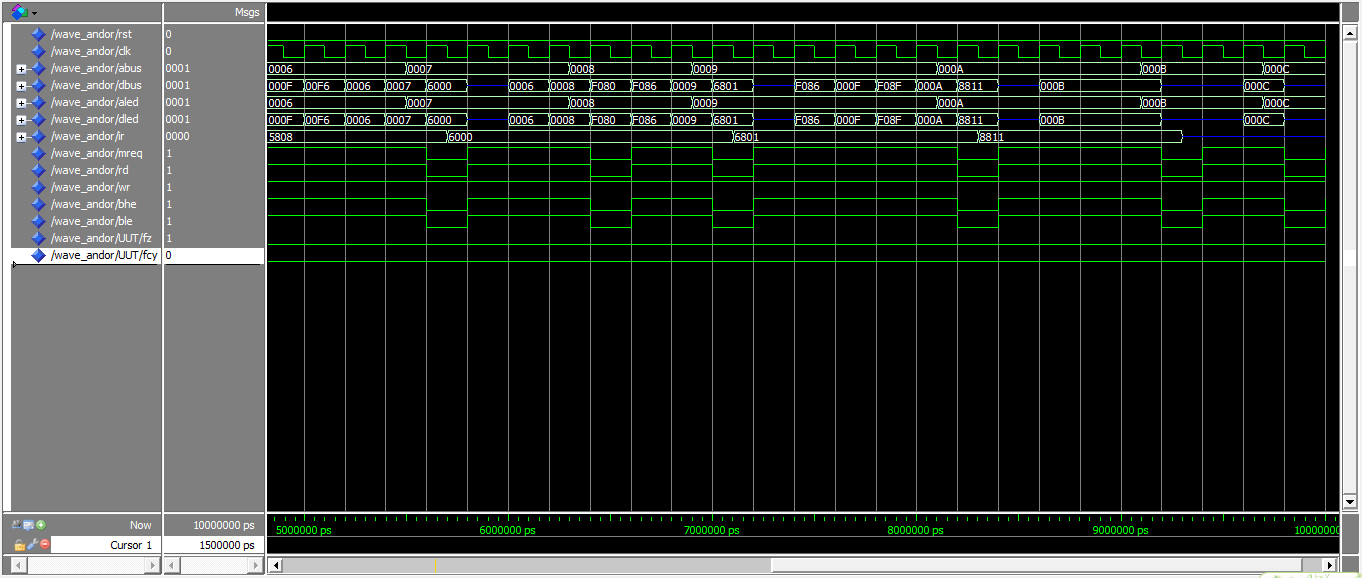 Msgs
/wave_andor/rst 0
/wave_andor/clk 0
/wave_andor/abus 0001 0006 0007 0008 0009 000A 000B 000C
/wave_andor/dbus 0001 000F 00F6 0006 0007 6000 0006 0008 F080 F086 0009 6801 F086 000F F08F 000A 8811 000B 000C
/wave_andor/aled 0001 0006 0007 0008 0009 000A 000B 000C
/wave_andor/dled 0001 000F 00F6 0006 0007 6000 0006 0008 F080 F086 0009 6801 F086 000F F08F 000A 8811 000B 000C
/wave_andor/ir 0000 5808 6000 6801 8811
/wave_andor/mreq 1
/wave_andor/rd 1
/wave_andor/wr 1
/wave_andor/bhe 1
/wave_andor/ble 1
/wave_andor/UUT/fz 1
/wave_andor/UUT/fcy 0
Now 10000000 ps 5000000 ps 6000000 ps 7000000 ps 8000000 ps 9000000 ps 10000000
Cursor 1 1500000 ps